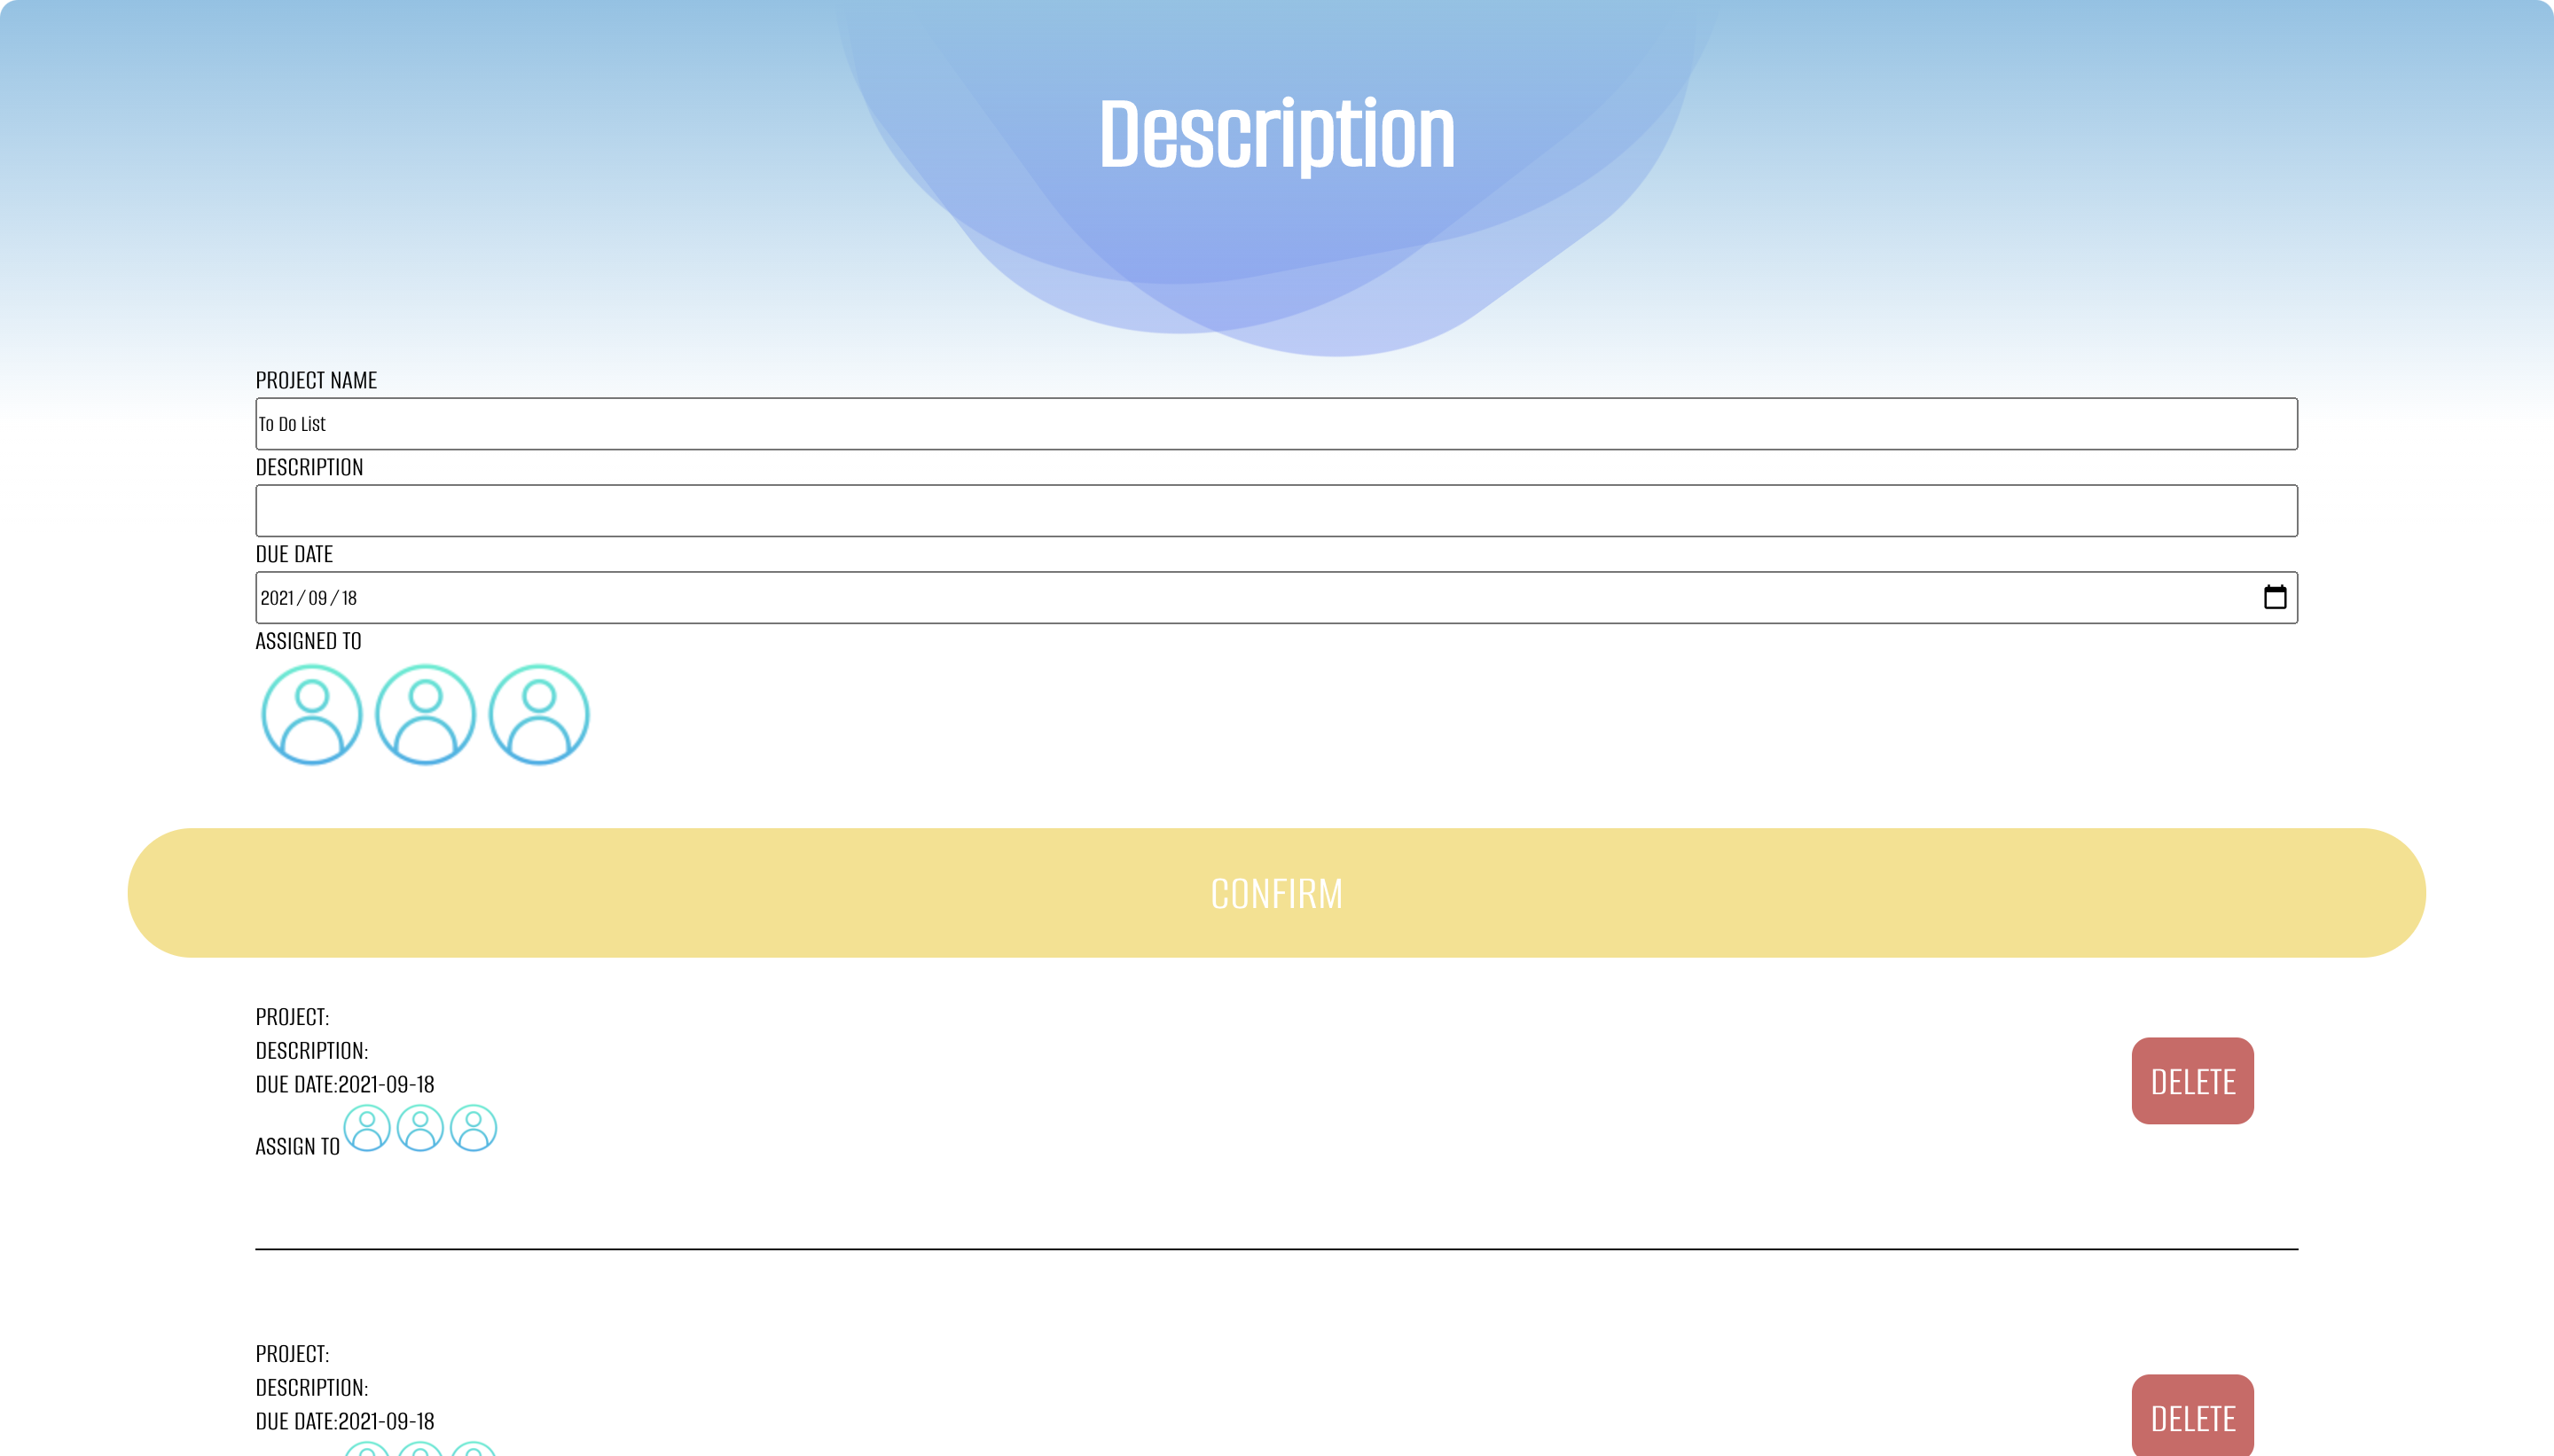 Description
PROJECT NAME
To Do List
DESCRIPTION
DUE DATE
2021 / 09 / 18
ASSIGNED TO
CONFIRM
PROJECT:
DESCRIPTION:
DUE DATE:2021-09-18
ASSIGN TO
DELETE
PROJECT:
DESCRIPTION:
DUE DATE:2021-09-18
DELETE